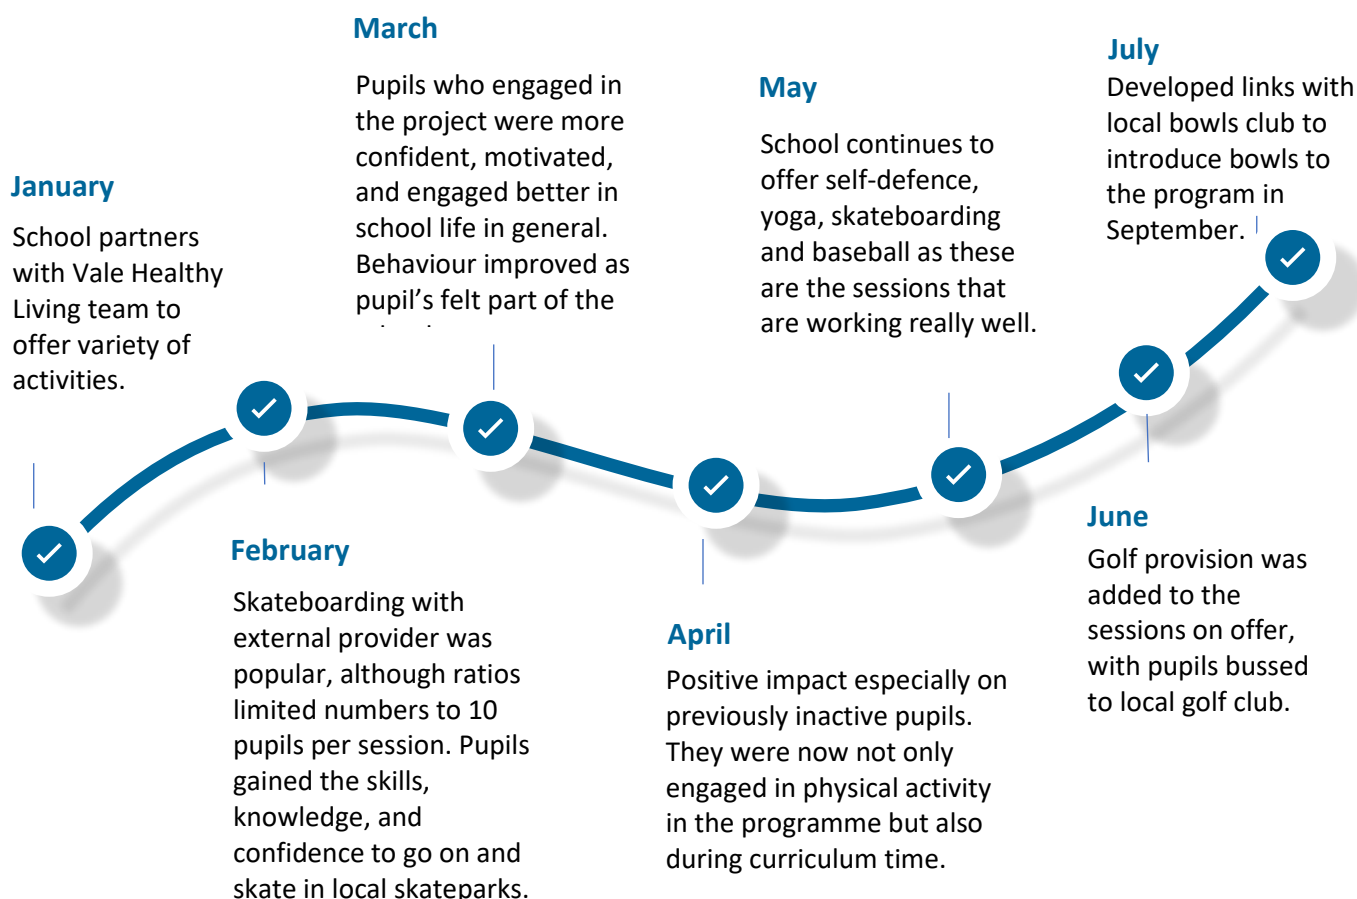 January
School partners
with Vale Healthy
Living team to
offer variety of
activities.
February
Skateboarding with
external provider was
popular, although ratios
limited numbers to 10
pupils per session. Pupils
gained the skills,
knowledge, and
confidence to go on and
skate in local skateparks.
March
Pupils who engaged in
the project were more
confident, motivated,
and engaged better in
school life in general.
Behaviour improved as
pupil’s felt part of the
April
Positive impact especially on
previously inactive pupils.
They were now not only
engaged in physical activity
in the programme but also
during curriculum time.
May
School continues to
offer self-defence,
yoga, skateboarding
and baseball as these
are the sessions that
are working really well.
June
Golf provision was
added to the
sessions on offer,
with pupils bussed
to local golf club.
July
Developed links with
local bowls club to
introduce bowls to
the program in
September.